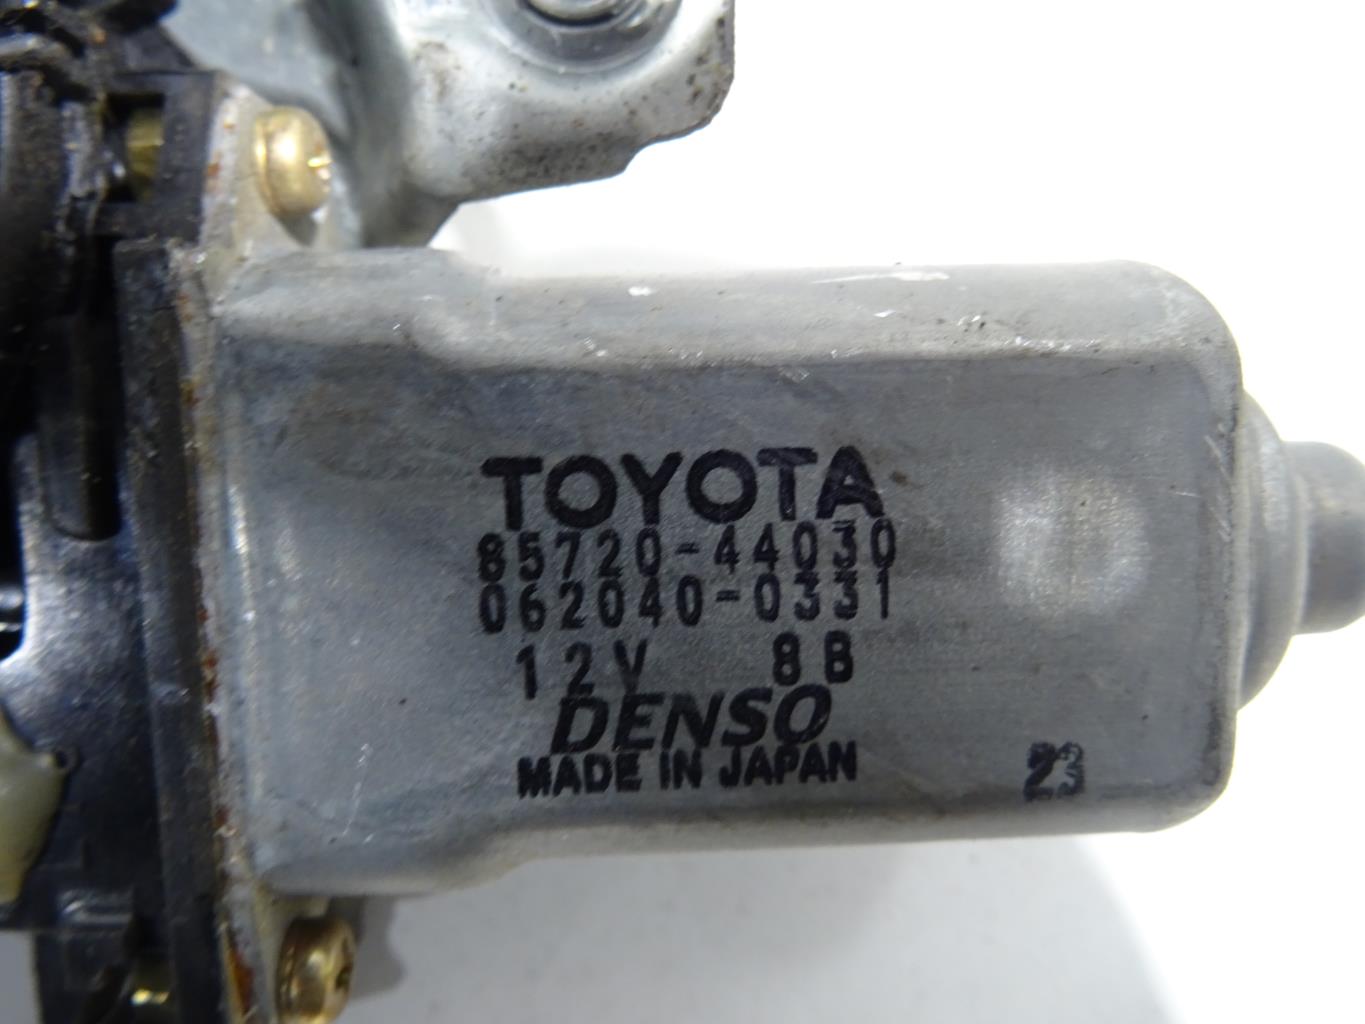 TOYOTA
85720-44030
062040-0331
12V 8B
DENSO
MADE IN JAPAN
23